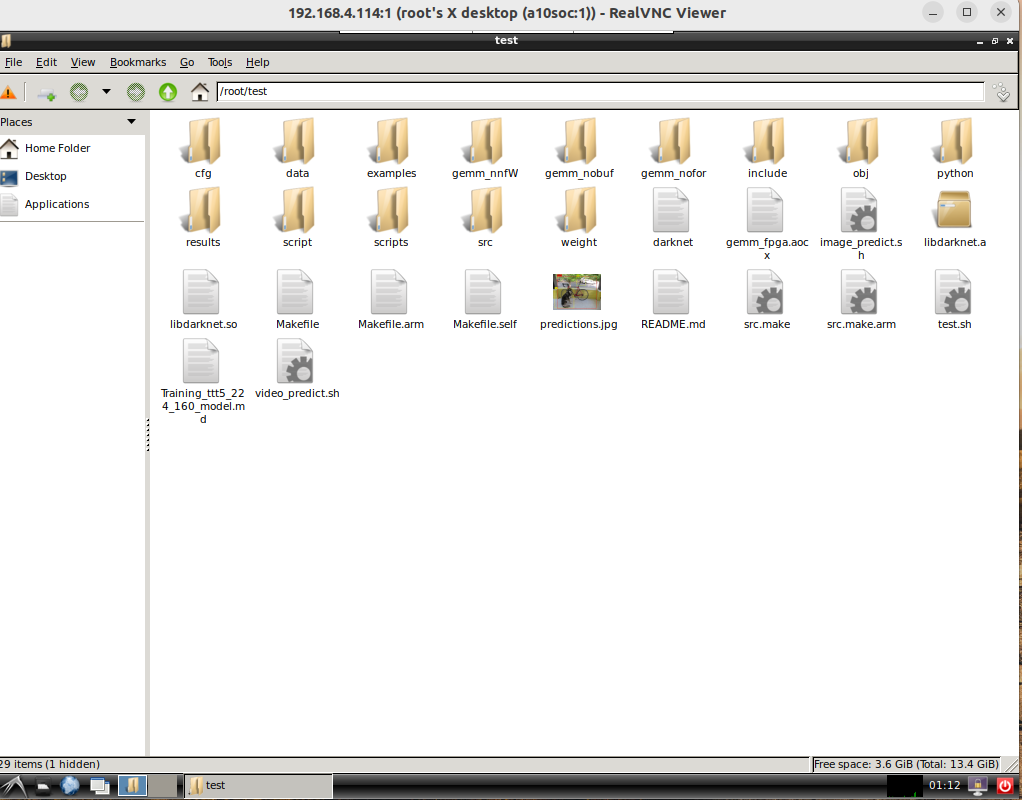 192.168.4.114:1 (root's X desktop (a10soc:1)) - RealVNC Viewer
test
File Edit View Bookmarks Go Tools Help
/root/test
Places
Home Folder
Desktop
Applications
cfg data examples gemm_nnfW gemm_nobuf gemm_nofor include obj python
results script scripts src weight darknet gemm_fpga.aoc image_predict.s libdarknet.a
x h
libdarknet.so Makefile Makefile.arm Makefile.self predictions.jpg README.md src.make src.make.arm test.sh
Training_ttt5_22 video_predict.sh
4_160_model.m
d
29 items (1 hidden) Free space: 3.6 GiB (Total: 13.4 GiB)
test 01:12